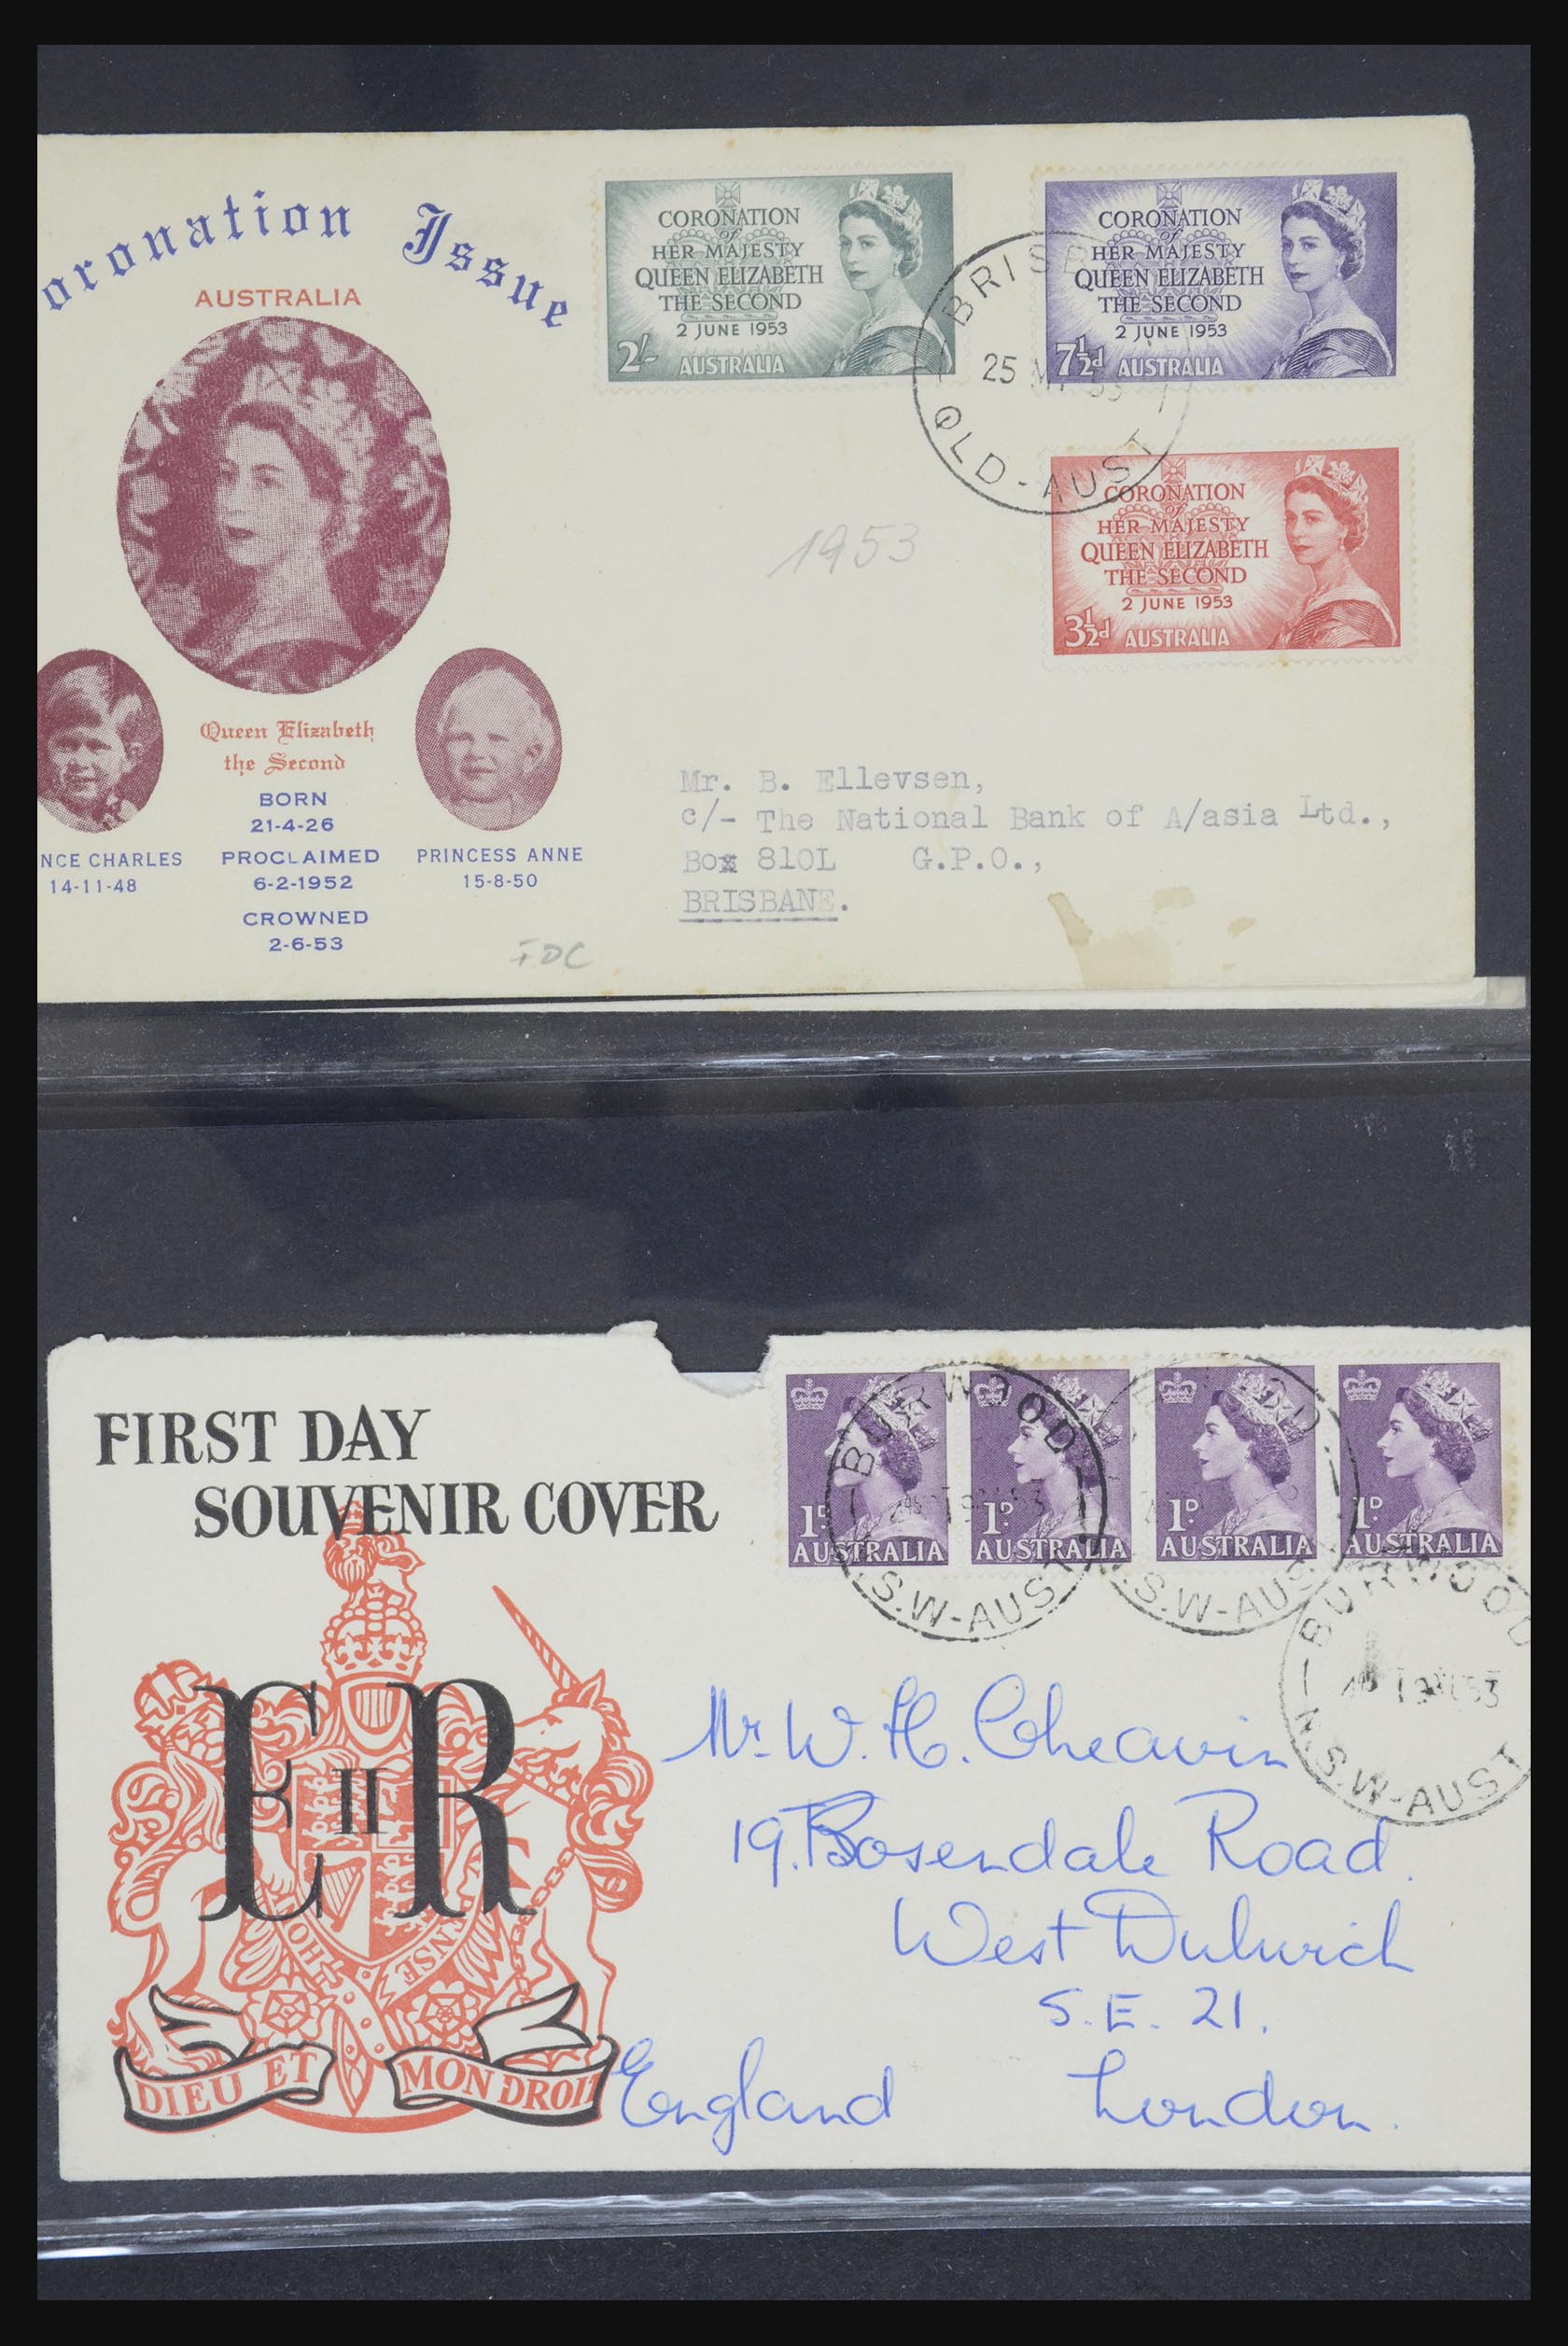 oronation Issue
AUSTRALIA
Queen Elizabeth
the Second
BORN
21-4-26
PROCLAIMED
6-2-1952
CROWNED
2-6-53
NCE CHARLES
14-11-48
PRINCESS ANNE
15-8-50
FDC
CORONATION
of
HER MAJESTY
QUEEN ELIZABETH
THE SECOND
2 JUNE 1953
2/- AUSTRALIA
CORONATION
of
HER MAJESTY
QUEEN ELIZABETH
THE SECOND
2 JUNE 1953
7½d AUSTRALIA
CORONATION
of
HER MAJESTY
QUEEN ELIZABETH
THE SECOND
2 JUNE 1953
3½d AUSTRALIA
25
QLD-AUST
1953
Mr. B. Ellevsen,
c/- The National Bank of A/asia Ltd.,
Box 810L G.P.O.,
BRISBANE.
FIRST DAY
SOUVENIR COVER
E II R
DIEU ET MON DROIT
1D.
AUSTRALIA
1D.
AUSTRALIA
1D.
AUSTRALIA
1D.
AUSTRALIA
BURWOOD
.S.W-AUST
.S.W-AUS
BURWOOD
N.S.W-AUST
Mr. W. H. Cheavin
19. Rosendale Road.
West Dulwich
S.E. 21.
England London.